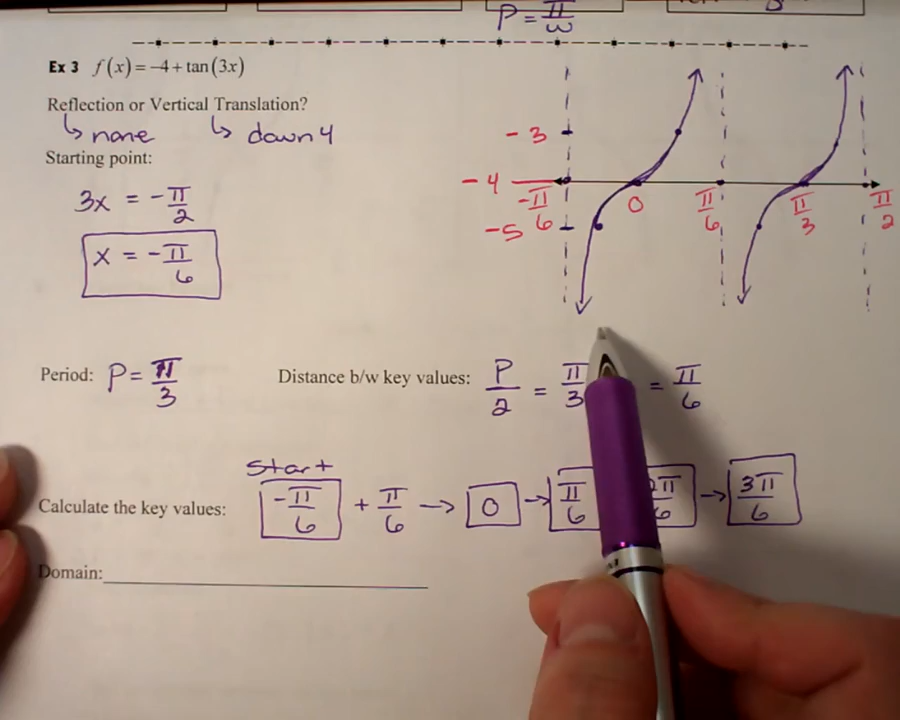 P = π/ω
Ex 3 f(x) = −4 + tan(3x)
Reflection or Vertical Translation?
↳ none ↳ down 4
Starting point:
3x = -π/2
x = -π/6
-3
-4
-5
-π/6 0 π/6 π/3 π/2
Period: P = π/3
Distance b/w key values: P/2 = π/3 = π/6
Start
Calculate the key values: -π/6 + π/6 → 0 → π/6 2π/6 → 3π/6
Domain: